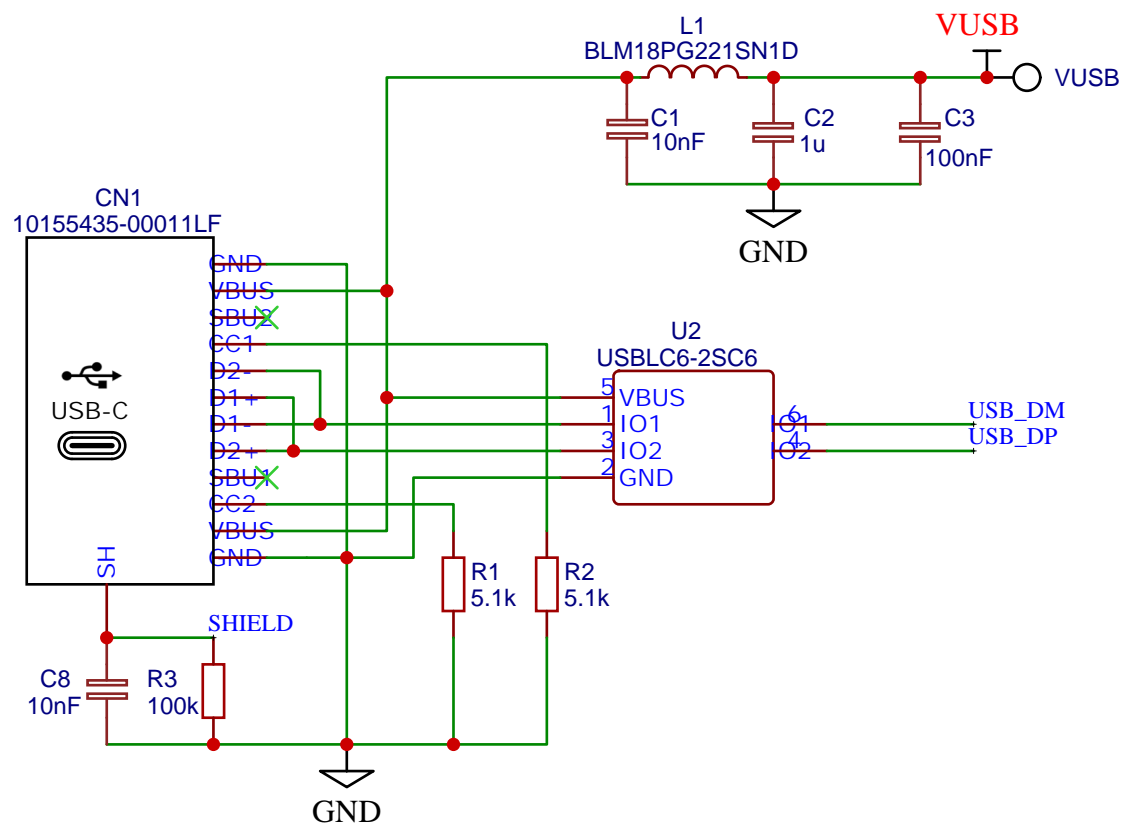 VUSB
L1
BLM18PG221SN1D
VUSB
C1
10nF
C2
1u
C3
100nF
GND
CN1
10155435-00011LF
GND
VBUS
SBU2
CC1
D2-
D1+
D1-
D2+
SBU1
CC2
VBUS
GND
USB-C
SH
U2
USBLC6-2SC6
5
VBUS
1
IO1
3
IO2
2
GND
6
IO1
4
IO2
USB_DM
USB_DP
R1
5.1k
R2
5.1k
SHIELD
C8
10nF
R3
100k
GND